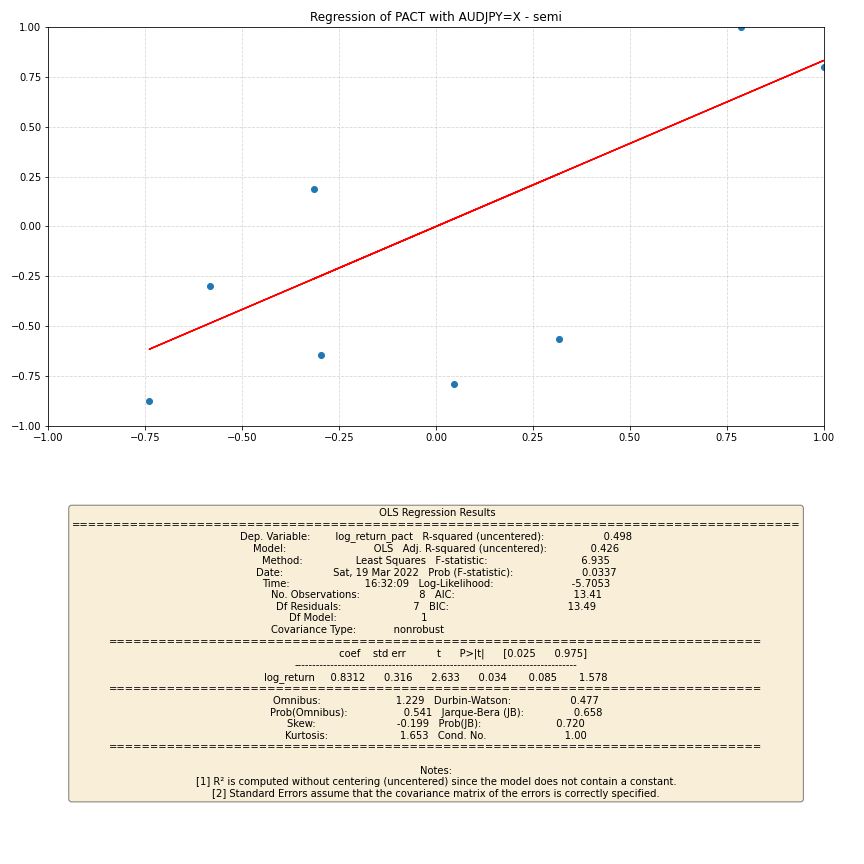 Regression of PACT with AUDJPY=X - semi
1.00
0.75
0.50
0.25
0.00
−0.25
−0.50
−0.75
−1.00
−1.00 −0.75 −0.50 −0.25 0.00 0.25 0.50 0.75 1.00
OLS Regression Results
==============================================================================
Dep. Variable: log_return_pact R-squared (uncentered): 0.498
Model: OLS Adj. R-squared (uncentered): 0.426
Method: Least Squares F-statistic: 6.935
Date: Sat, 19 Mar 2022 Prob (F-statistic): 0.0337
Time: 16:32:09 Log-Likelihood: -5.7053
No. Observations: 8 AIC: 13.41
Df Residuals: 7 BIC: 13.49
Df Model: 1
Covariance Type: nonrobust
==============================================================================
coef std err t P>|t| [0.025 0.975]
------------------------------------------------------------------------------
log_return 0.8312 0.316 2.633 0.034 0.085 1.578
==============================================================================
Omnibus: 1.229 Durbin-Watson: 0.477
Prob(Omnibus): 0.541 Jarque-Bera (JB): 0.658
Skew: -0.199 Prob(JB): 0.720
Kurtosis: 1.653 Cond. No. 1.00
==============================================================================
Notes:
[1] R² is computed without centering (uncentered) since the model does not contain a constant.
[2] Standard Errors assume that the covariance matrix of the errors is correctly specified.